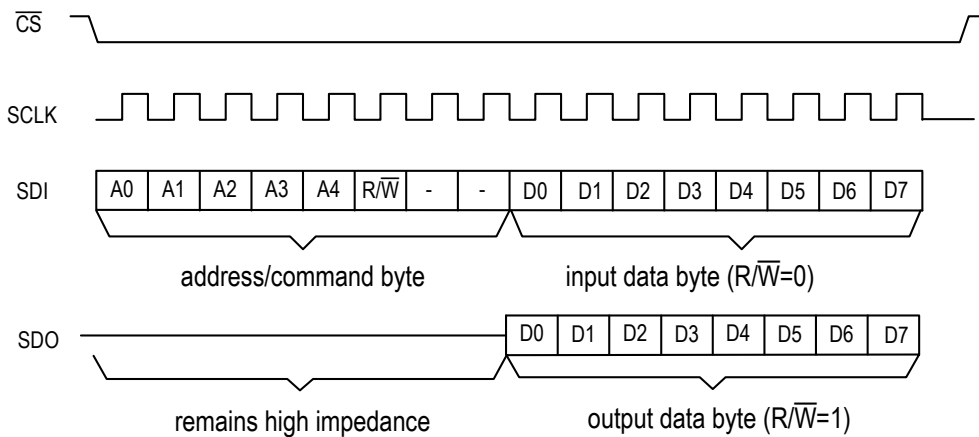 C̅S̅
SCLK
SDI A0 A1 A2 A3 A4 R/W̅ - - D0 D1 D2 D3 D4 D5 D6 D7
address/command byte input data byte (R/W̅=0)
SDO D0 D1 D2 D3 D4 D5 D6 D7
remains high impedance output data byte (R/W̅=1)